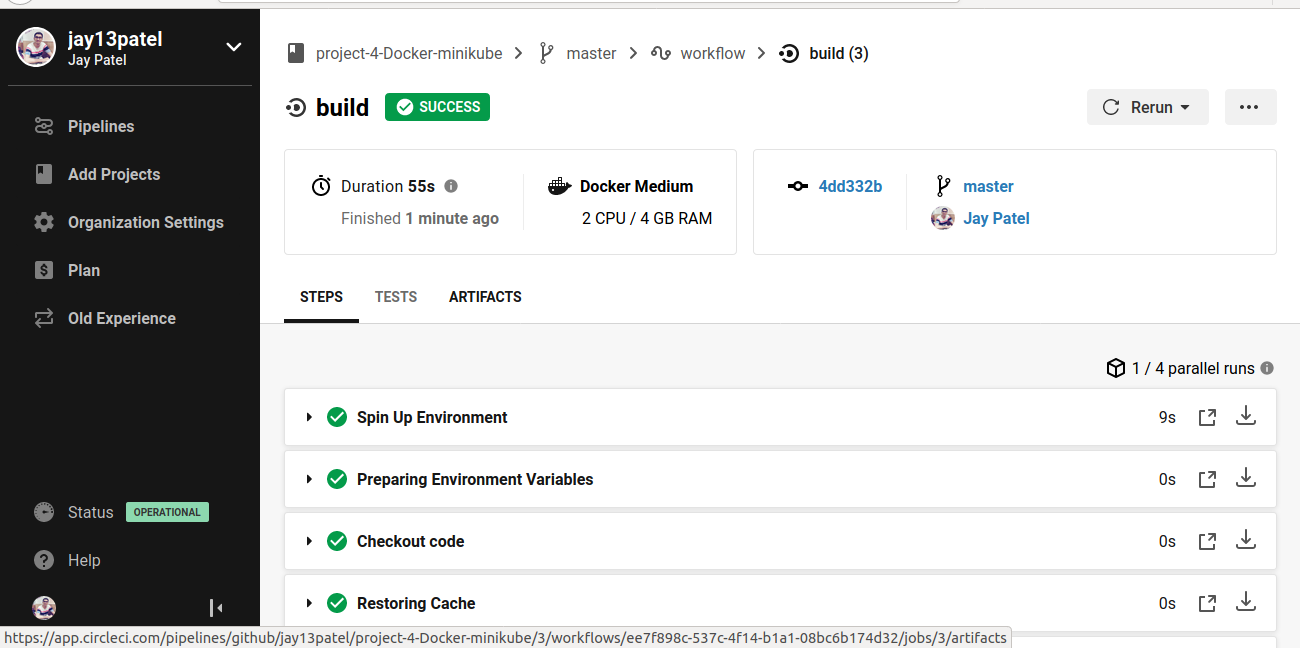 jay13patel
Jay Patel
Pipelines
Add Projects
Organization Settings
Plan
Old Experience
Status OPERATIONAL
Help
project-4-Docker-minikube master workflow build (3)
build SUCCESS
Rerun
Duration 55s
Finished 1 minute ago
Docker Medium
2 CPU / 4 GB RAM
4dd332b
master
Jay Patel
STEPS TESTS ARTIFACTS
1 / 4 parallel runs
Spin Up Environment 9s
Preparing Environment Variables 0s
Checkout code 0s
Restoring Cache 0s
https://app.circleci.com/pipelines/github/jay13patel/project-4-Docker-minikube/3/workflows/ee7f898c-537c-4f14-b1a1-08bc6b174d32/jobs/3/artifacts